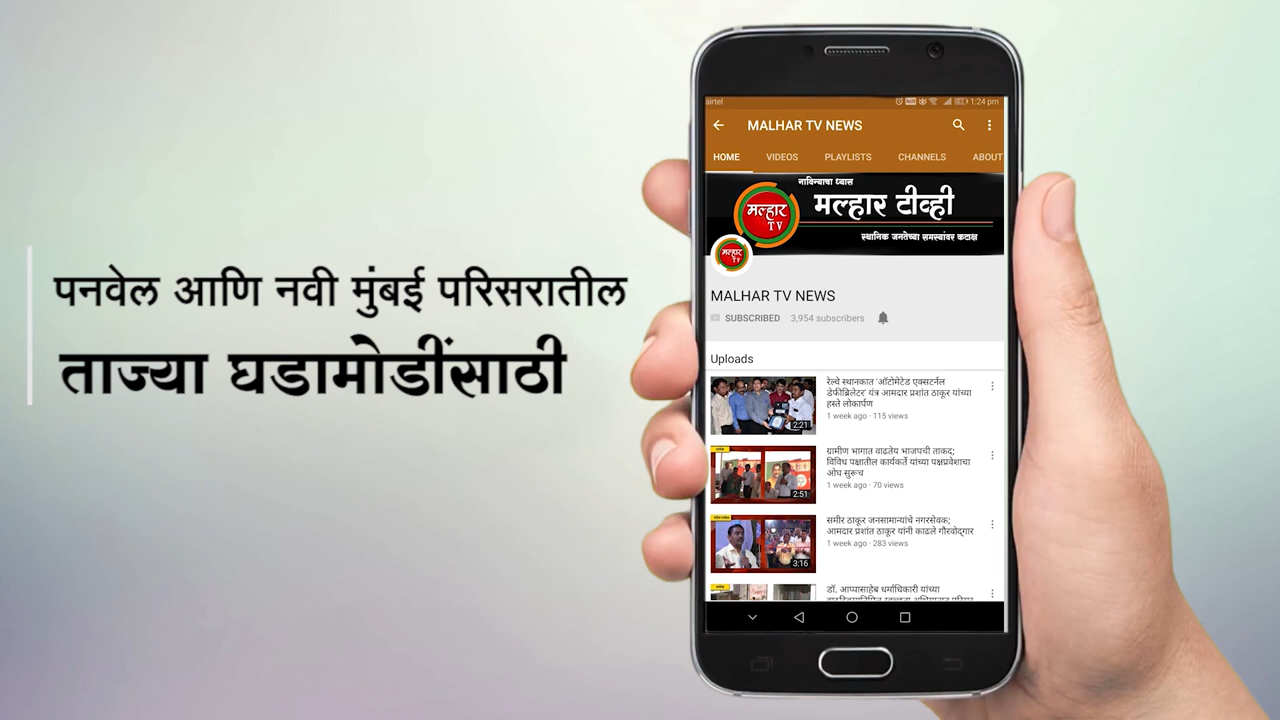 पनवेल आणि नवी मुंबई परिसरातील
ताज्या घडामोडींसाठी
airtel
1:24 pm
MALHAR TV NEWS
HOME VIDEOS PLAYLISTS CHANNELS ABOUT
नाविन्याचा ध्यास
मल्हार टीव्ही
मल्हार
TV
स्थानिक जनतेच्या समस्यांवर कटाक्ष
मल्हार
TV
MALHAR TV NEWS
SUBSCRIBED 3,954 subscribers
Uploads
रेल्वे स्थानकात 'ऑटोमेटेड एक्सटर्नल
डेफीब्रिलेटर' यंत्र आमदार प्रशांत ठाकूर यांच्या
हस्ते लोकार्पण
1 week ago · 115 views
2:21
ग्रामीण भागात वाढतेय भाजपची ताकद;
विविध पक्षातील कार्यकर्ते यांच्या पक्षप्रवेशाचा
ओघ सुरूच
1 week ago · 70 views
2:51
समीर ठाकूर जनसामान्यांचे नगरसेवक;
आमदार प्रशांत ठाकूर यांनी काढले गौरवोद्गार
1 week ago · 283 views
3:16
डॉ. आप्पासाहेब धर्माधिकारी यांच्या